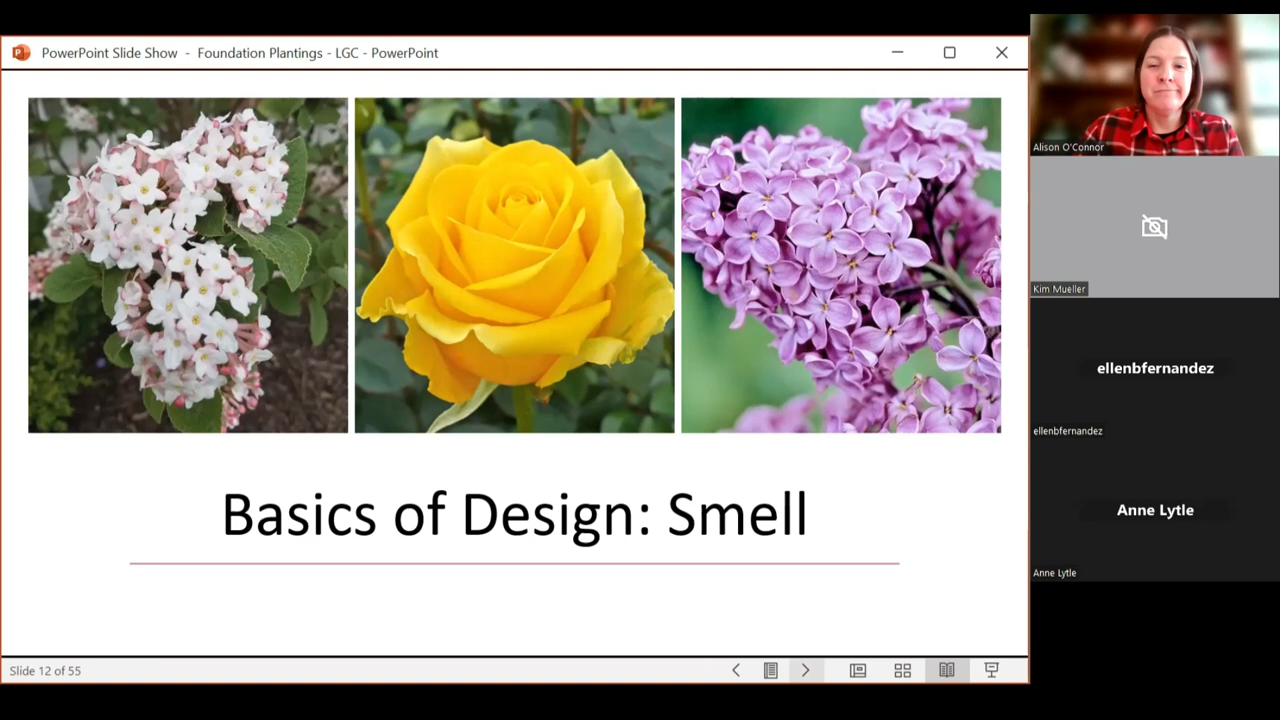 PowerPoint Slide Show - Foundation Plantings - LGC - PowerPoint
Basics of Design: Smell
Slide 12 of 55
Alison O'Connor
Kim Mueller
ellenbfernandez
ellenbfernandez
Anne Lytle
Anne Lytle